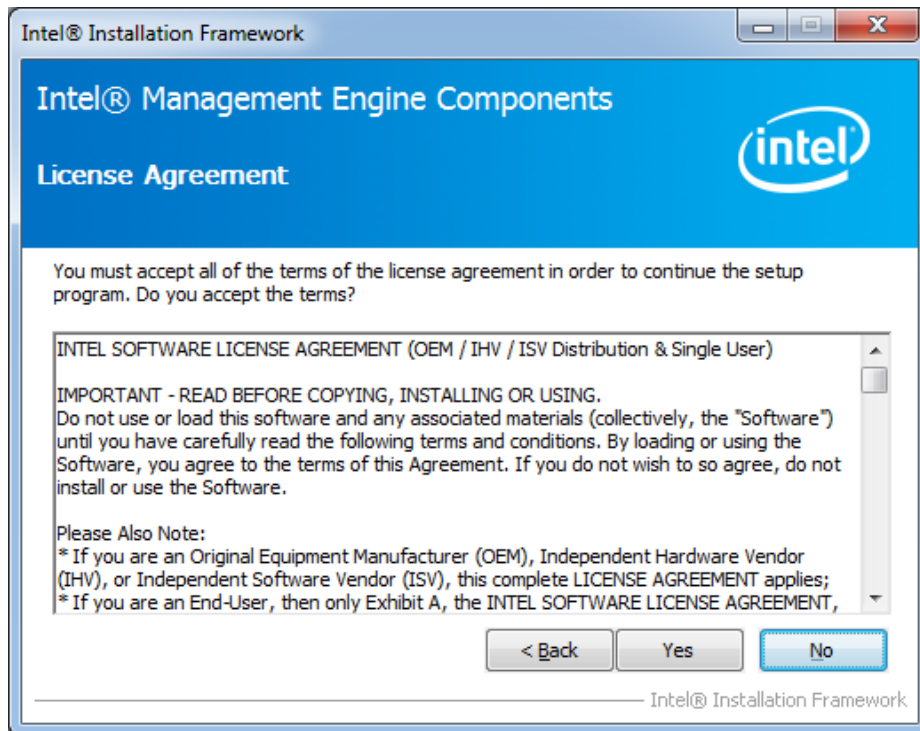 Intel® Installation Framework
Intel® Management Engine Components
intel
License Agreement
You must accept all of the terms of the license agreement in order to continue the setup
program. Do you accept the terms?
INTEL SOFTWARE LICENSE AGREEMENT (OEM / IHV / ISV Distribution & Single User)
IMPORTANT - READ BEFORE COPYING, INSTALLING OR USING.
Do not use or load this software and any associated materials (collectively, the "Software")
until you have carefully read the following terms and conditions. By loading or using the
Software, you agree to the terms of this Agreement. If you do not wish to so agree, do not
install or use the Software.
Please Also Note:
* If you are an Original Equipment Manufacturer (OEM), Independent Hardware Vendor
(IHV), or Independent Software Vendor (ISV), this complete LICENSE AGREEMENT applies;
* If you are an End-User, then only Exhibit A, the INTEL SOFTWARE LICENSE AGREEMENT,
< Back
Yes
No
Intel® Installation Framework